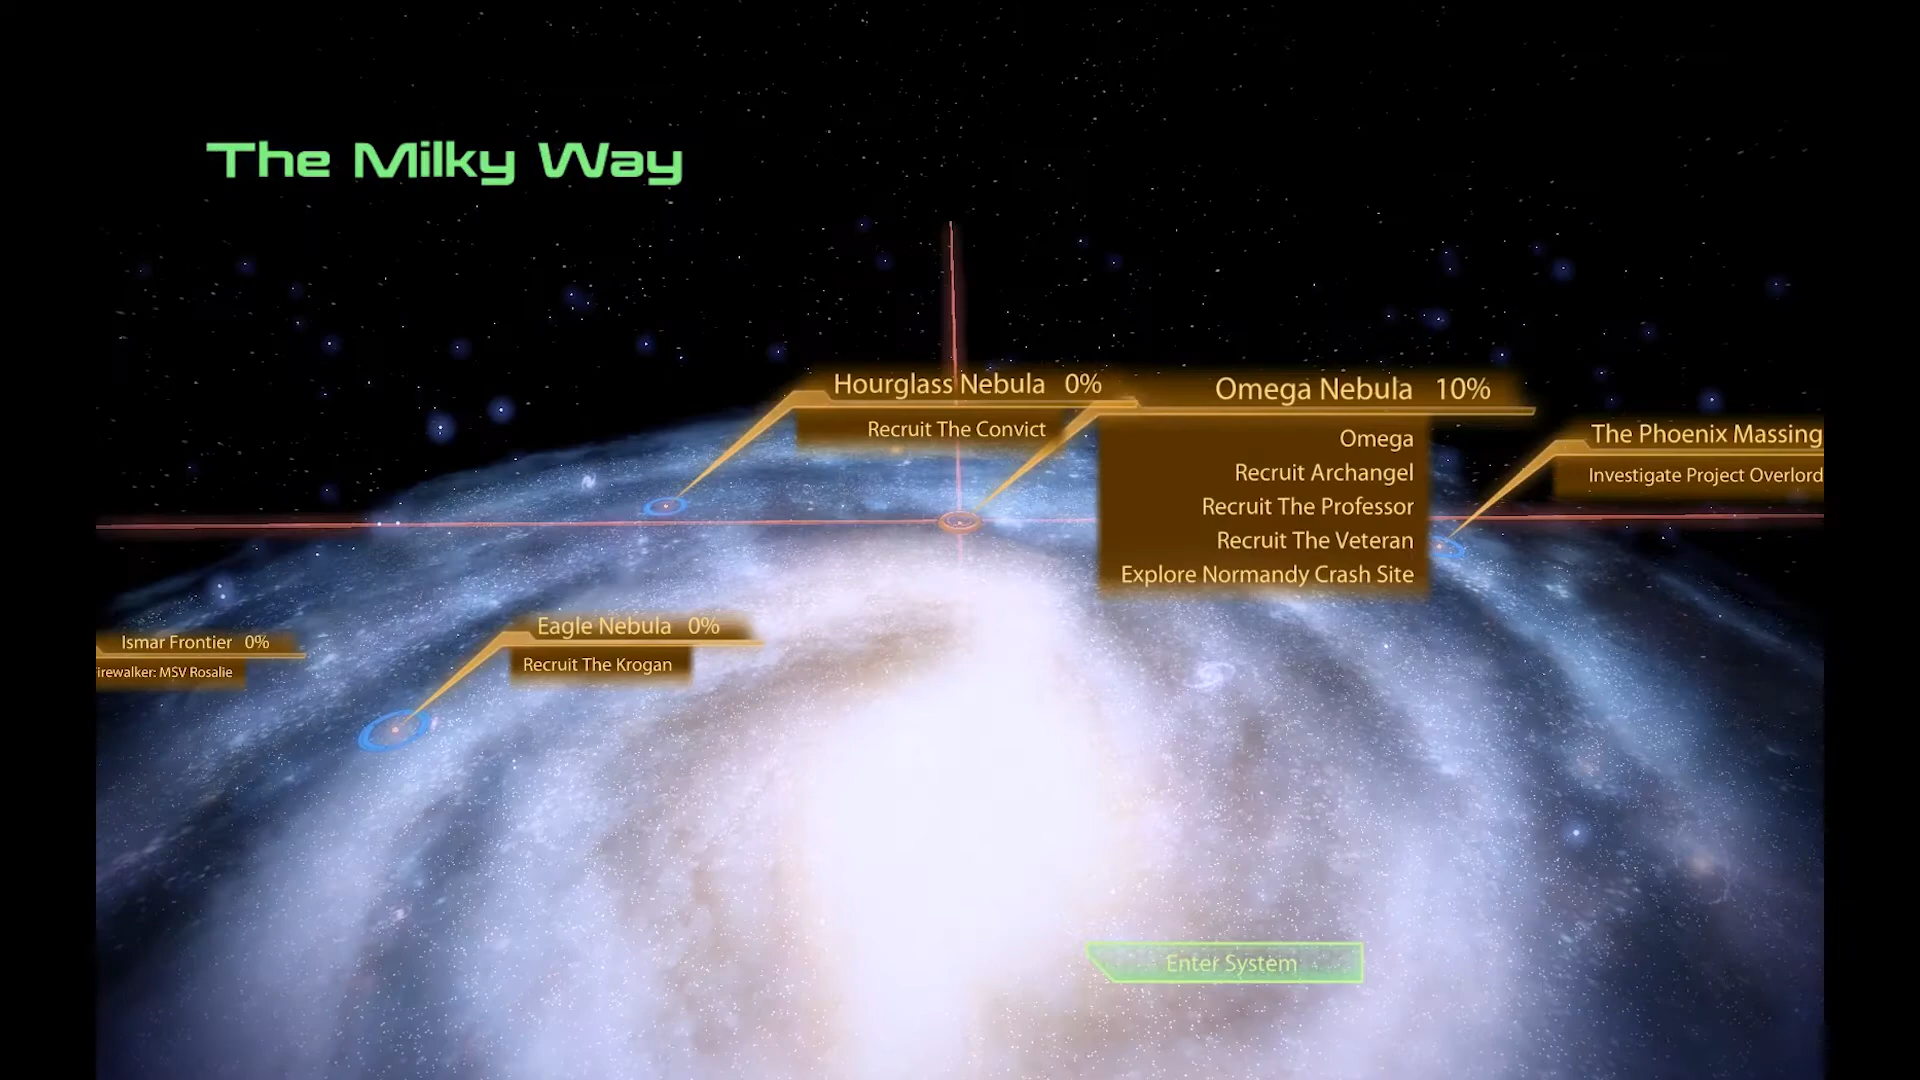 The Milky Way
Hourglass Nebula 0%
Recruit The Convict
Omega Nebula 10%
Omega
Recruit Archangel
Recruit The Professor
Recruit The Veteran
Explore Normandy Crash Site
The Phoenix Massing
Investigate Project Overlord
Ismar Frontier 0%
irewalker: MSV Rosalie
Eagle Nebula 0%
Recruit The Krogan
Enter System